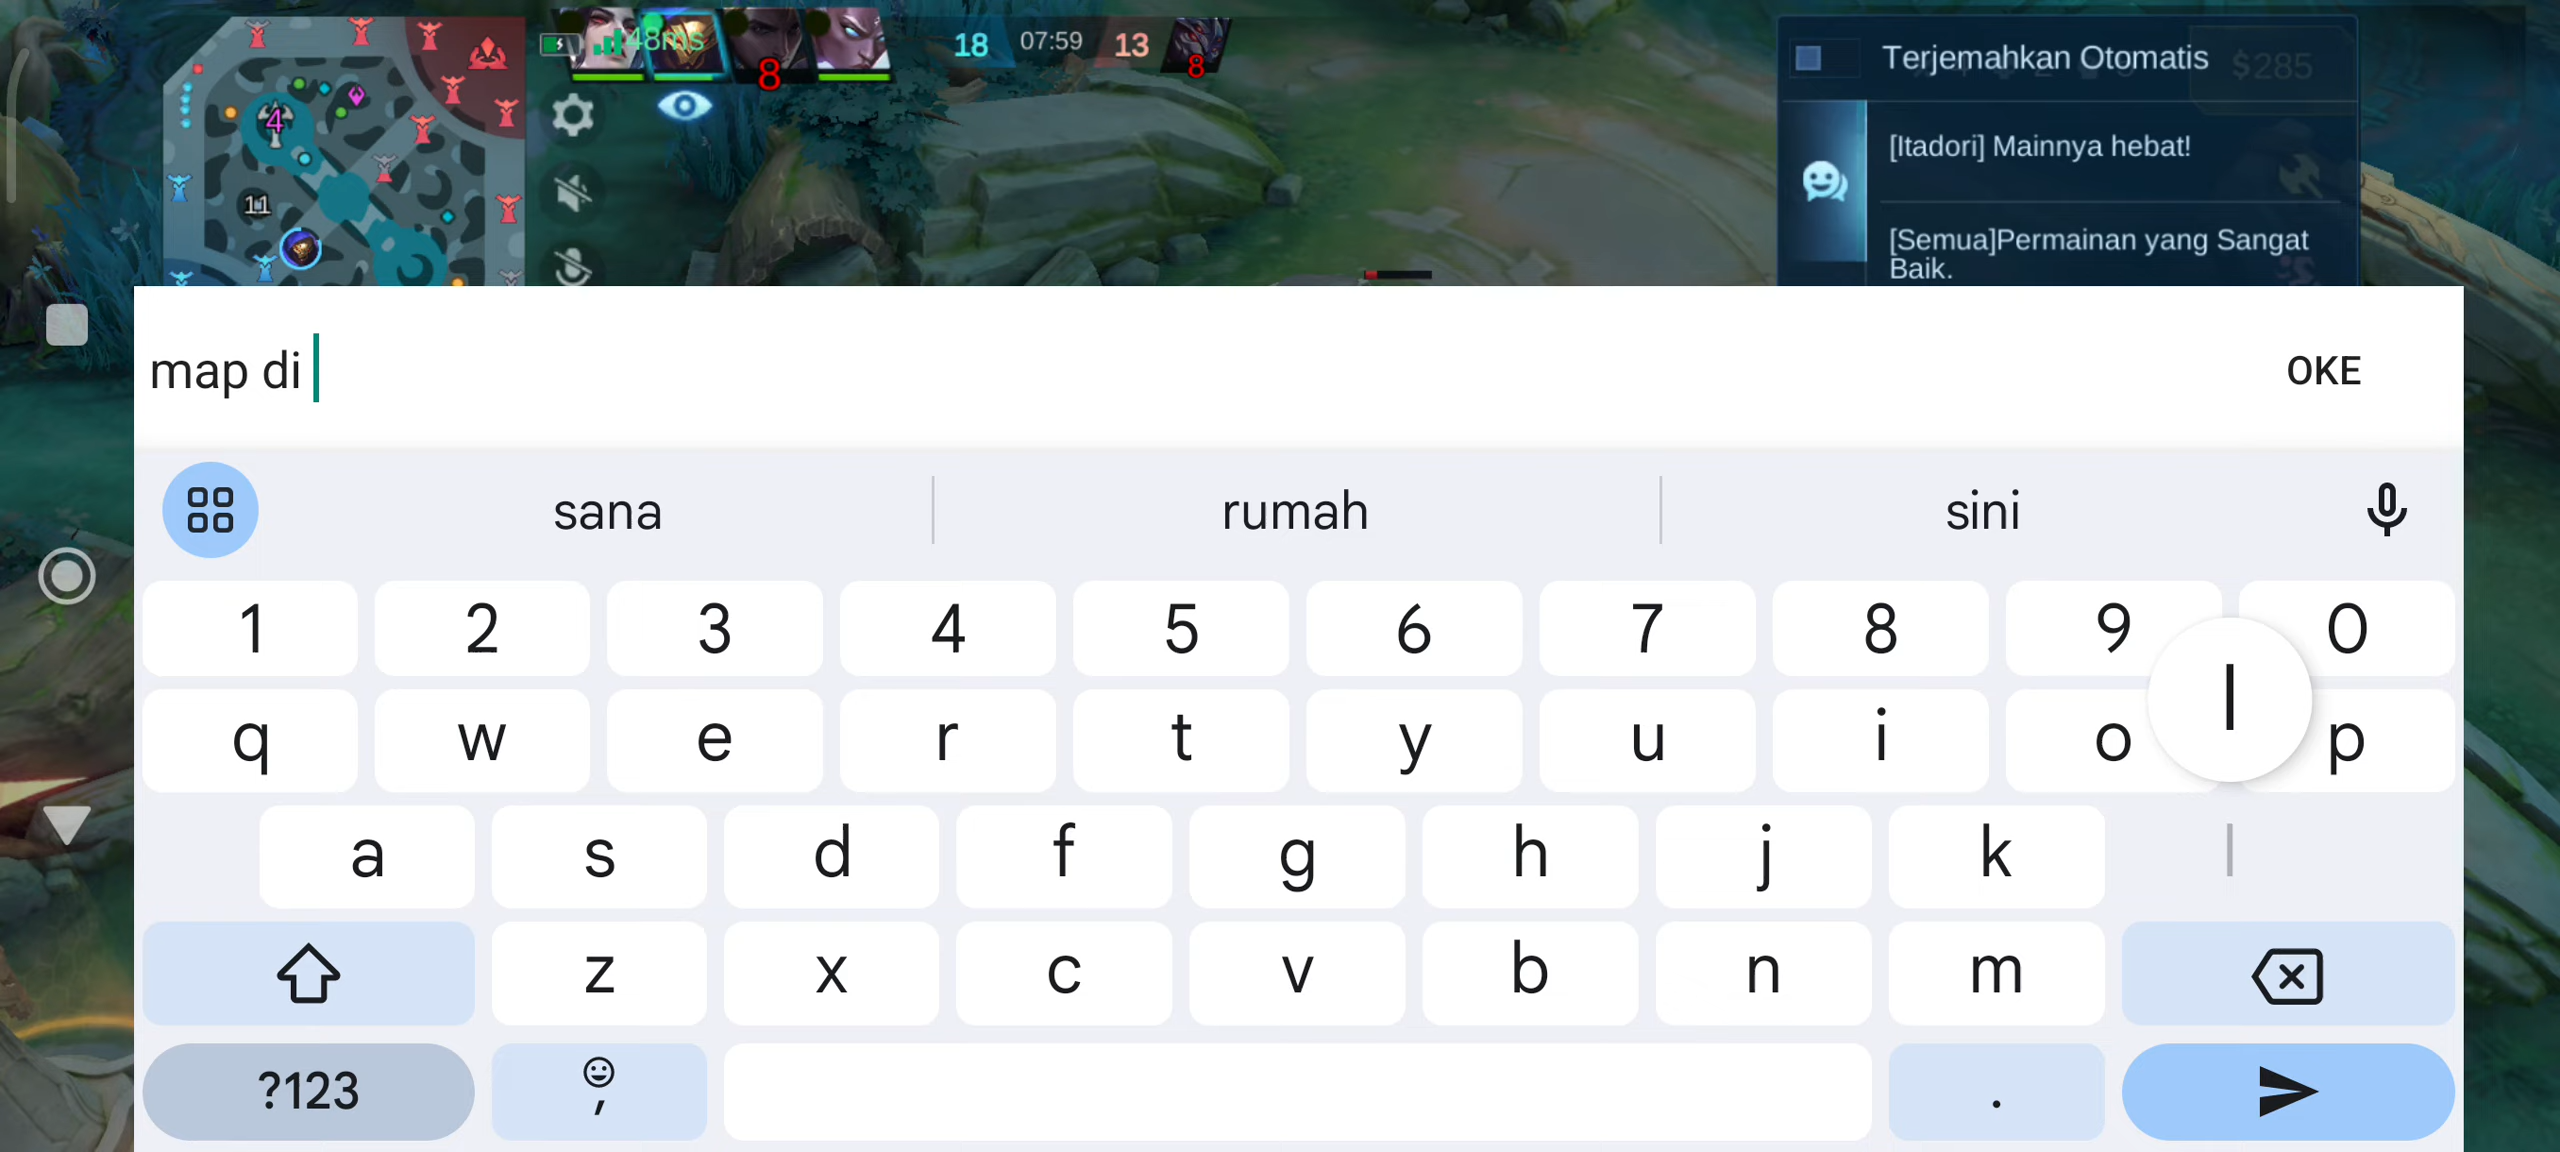 48ms
8
18
07:59
13
8
Terjemahkan Otomatis
$285
[Itadori] Mainnya hebat!
[Semua]Permainan yang Sangat
Baik.
4
11
map di
OKE
sana
rumah
sini
1 2 3 4 5 6 7 8 9 0
q w e r t y u i o l p
a s d f g h j k l
z x c v b n m
?123
,
.